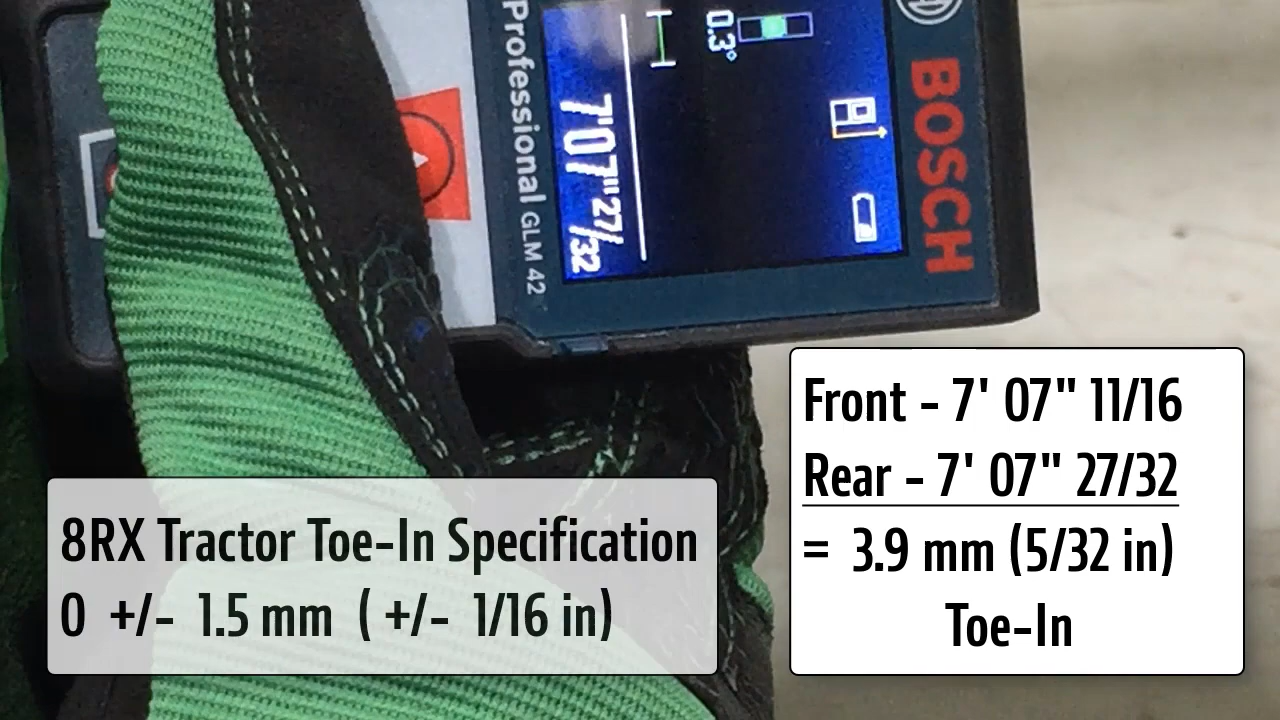 BOSCH
0.3°
7'07"27/32
Professional GLM 42
Front - 7' 07" 11/16
Rear - 7' 07" 27/32
= 3.9 mm (5/32 in)
Toe-In
8RX Tractor Toe-In Specification
0 +/- 1.5 mm ( +/- 1/16 in)